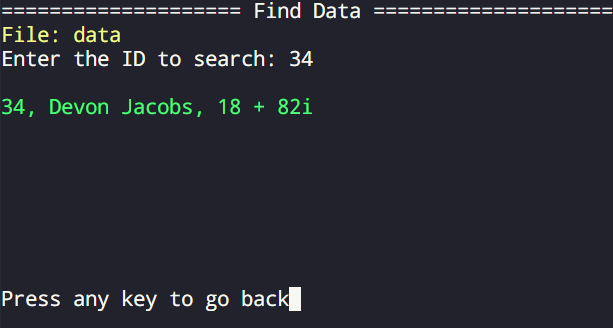 ==================== Find Data ====================
File: data
Enter the ID to search: 34
34, Devon Jacobs, 18 + 82i
Press any key to go back